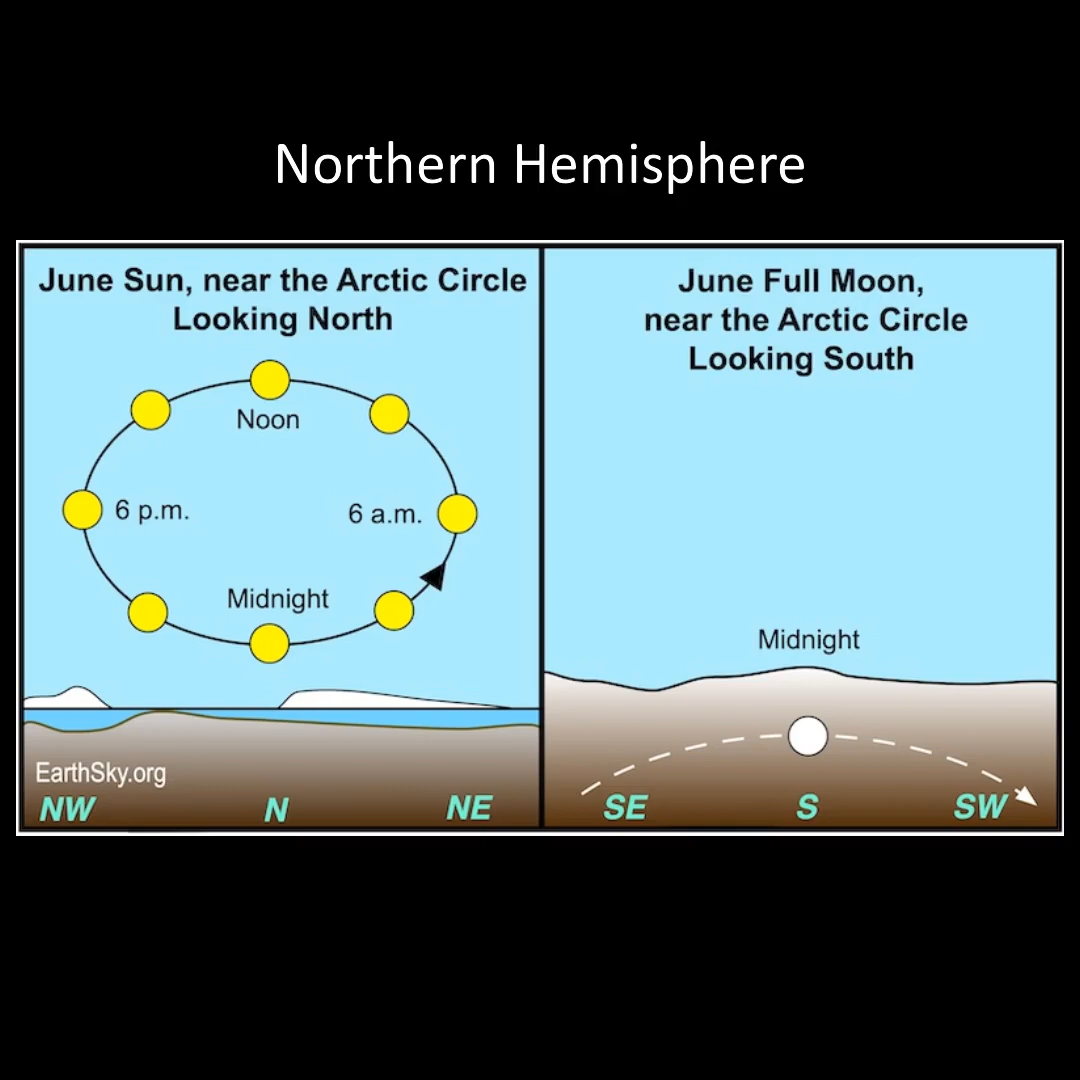 Northern Hemisphere
June Sun, near the Arctic Circle
Looking North
Noon
6 p.m.
6 a.m.
Midnight
EarthSky.org
NW
N
NE
June Full Moon,
near the Arctic Circle
Looking South
Midnight
SE
S
SW